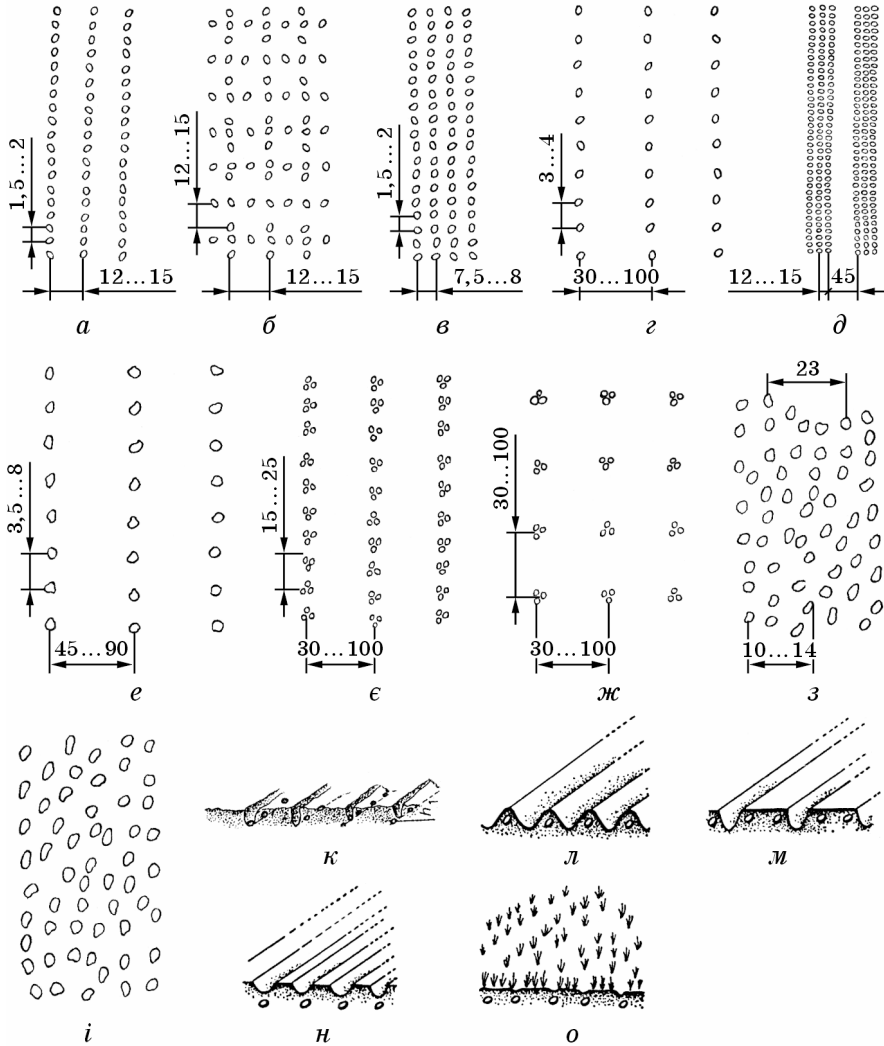 1,5…2
12…15
1,5…2
3…4
12…15
12…15
7,5…8
30…100
12…15
45
а
б
в
г
д
23
3,5…8
15…25
30…100
45…90
30…100
30…100
10…14
е
є
ж
з
h
к
л
м
і
н
о